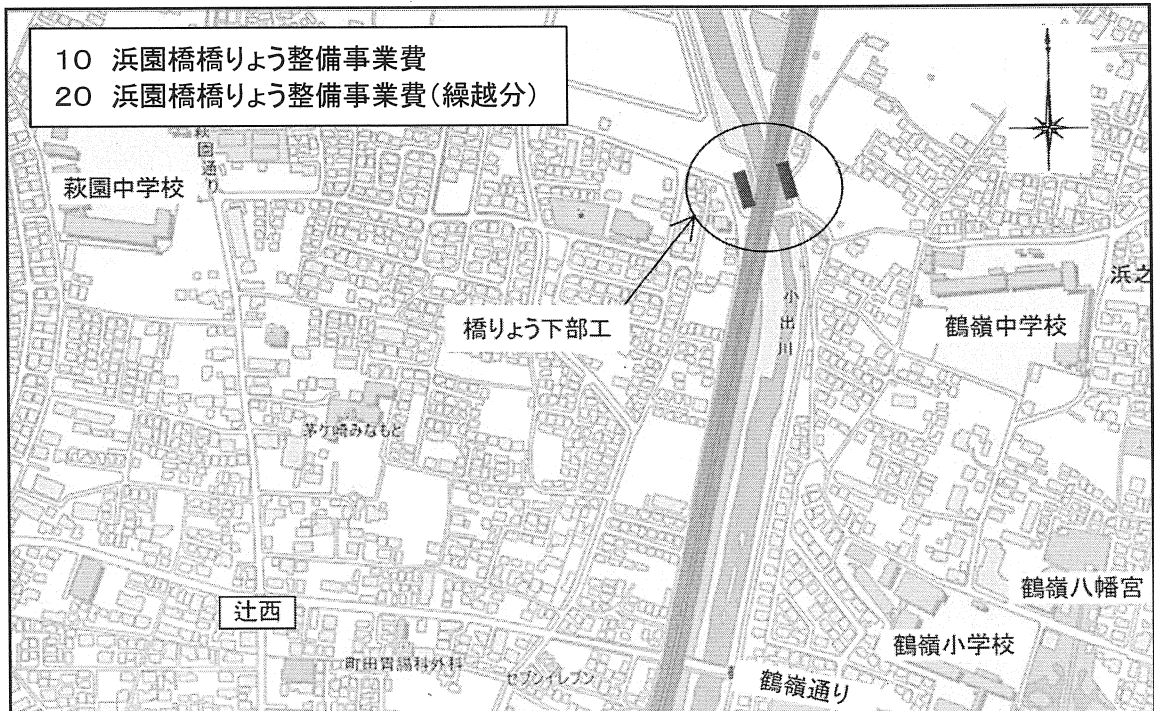 10 浜園橋橋りょう整備事業費
20 浜園橋橋りょう整備事業費(繰越分)
萩園通り
萩園中学校
橋りょう下部工
小出川
浜之
鶴嶺中学校
茅ケ崎みなもと
鶴嶺八幡宮
辻西
鶴嶺小学校
町田胃腸科外科
セブンイレブン
鶴嶺通り